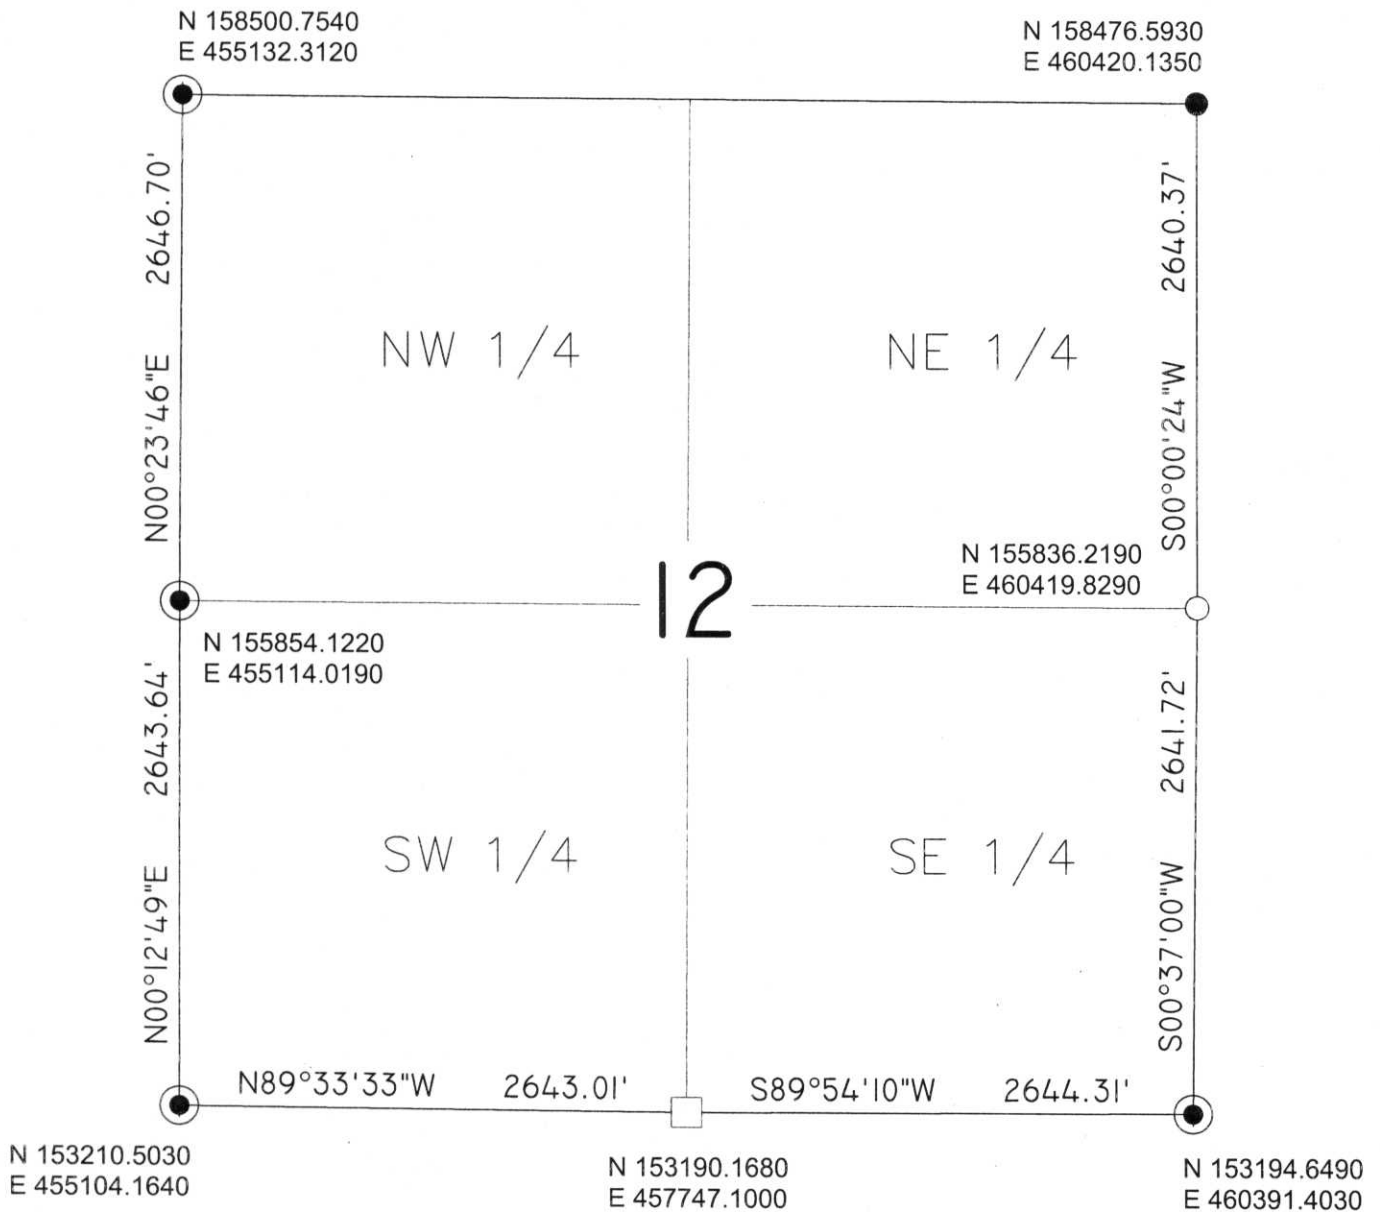 N 158500.7540
E 455132.3120
N 158476.5930
E 460420.1350
2646.70'
2640.37'
NW 1/4
NE 1/4
N00°23'46"E
S00°00'24"W
N 155836.2190
E 460419.8290
12
N 155854.1220
E 455114.0190
2643.64'
2641.72'
SW 1/4
SE 1/4
N00°12'49"E
S00°37'00"W
N89°33'33"W 2643.01'
S89°54'10"W 2644.31'
N 153210.5030
E 455104.1640
N 153190.1680
E 457747.1000
N 153194.6490
E 460391.4030